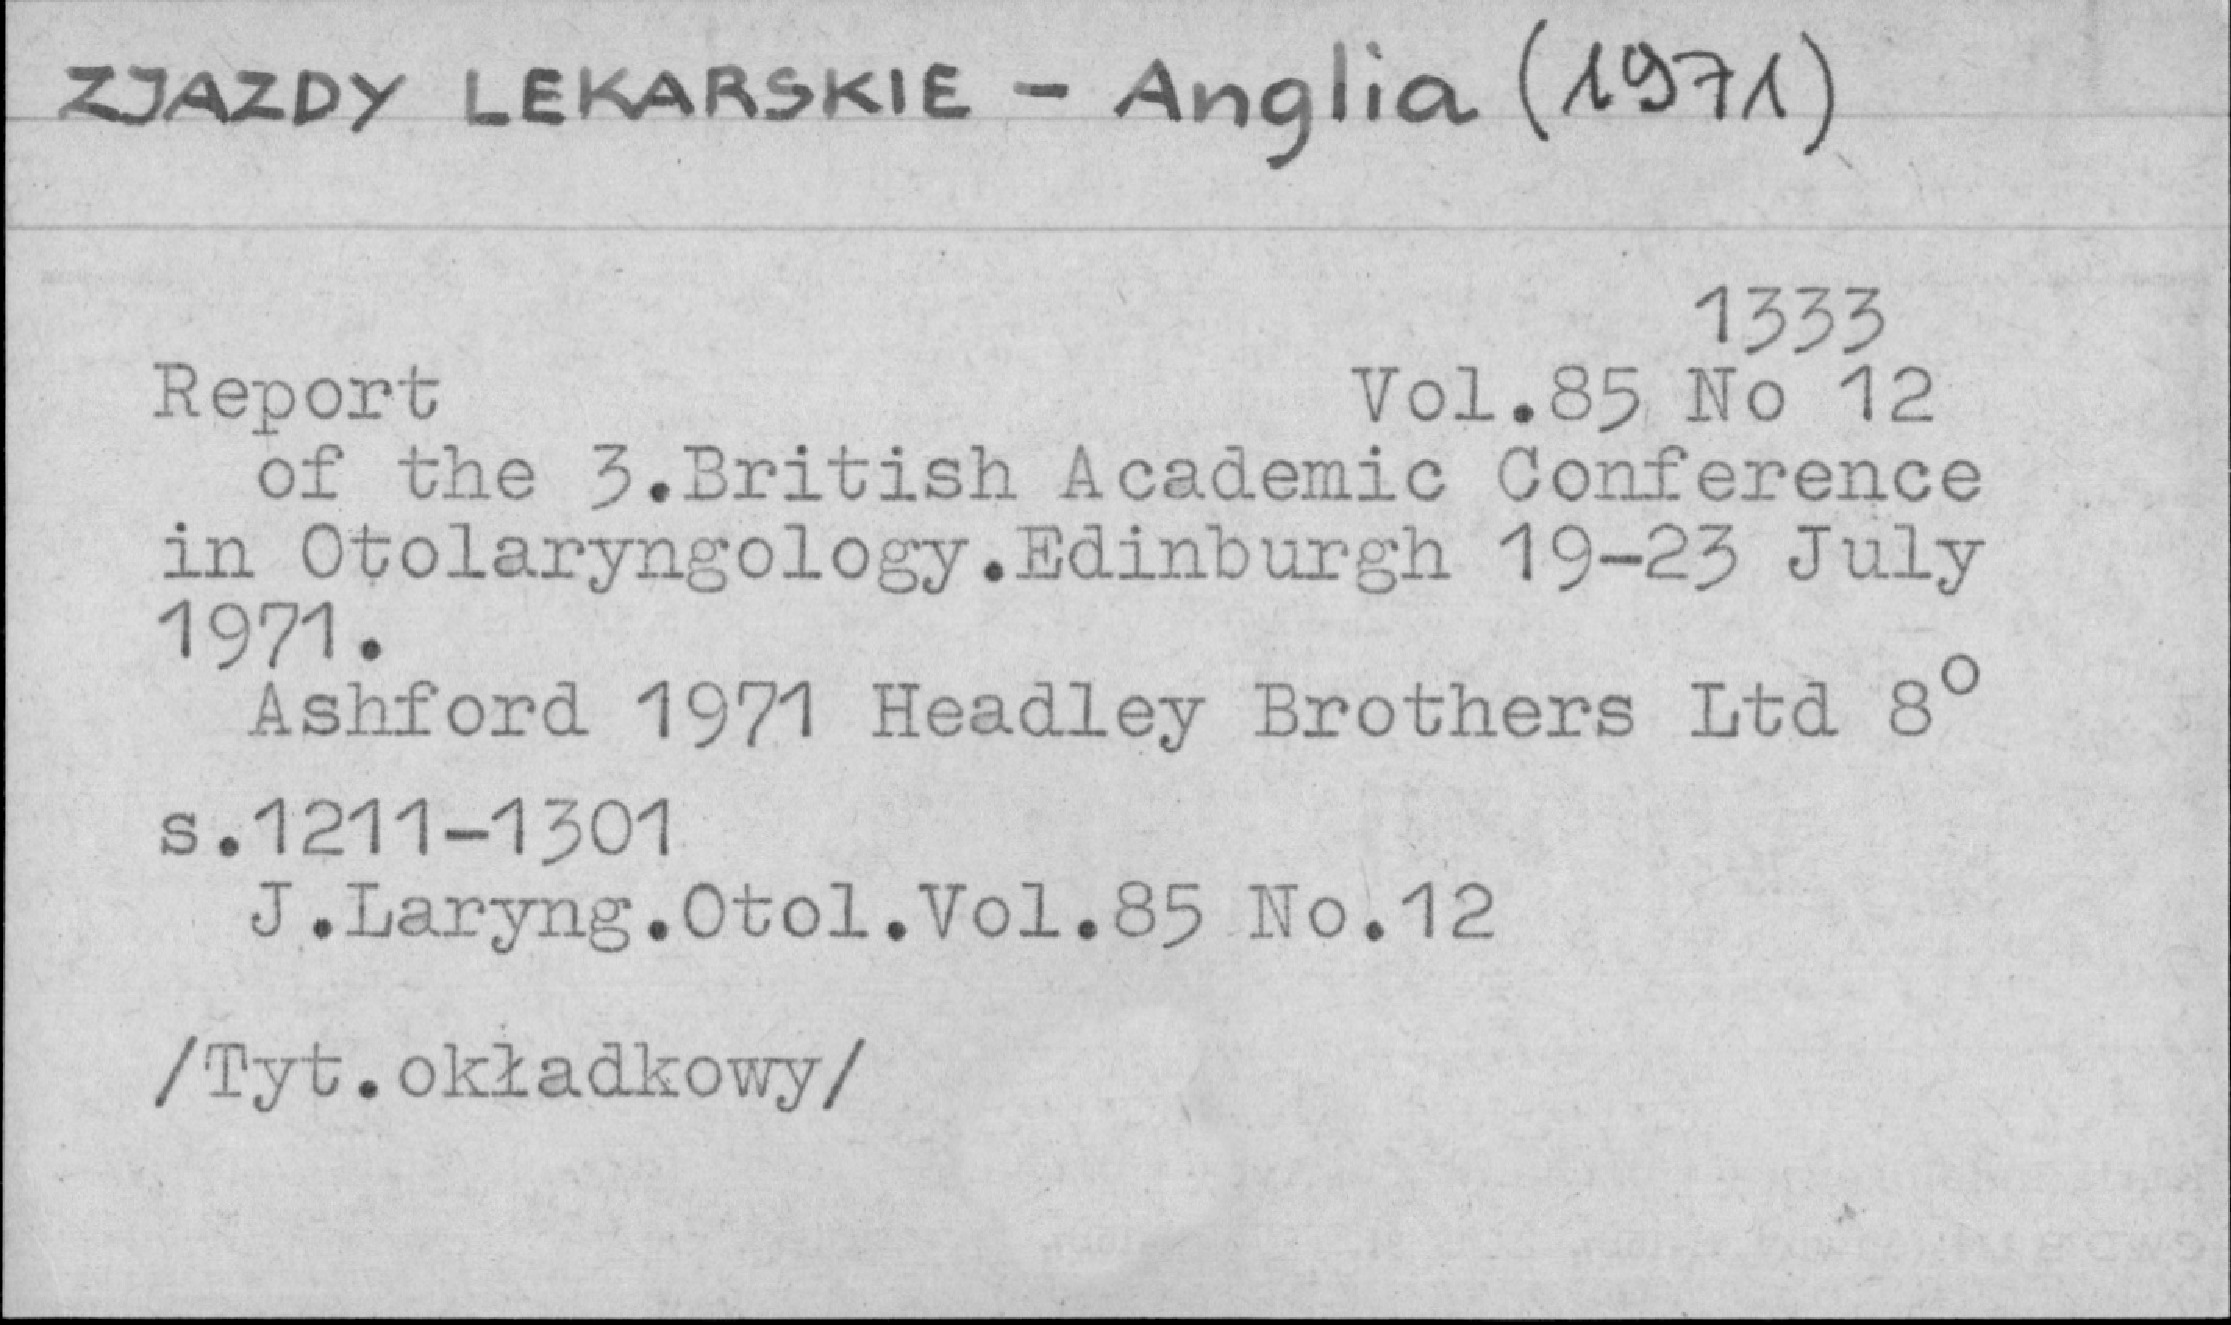 ZJAZDY LEKARSKIE - Anglia (1971)
1333
Report Vol.85 No 12
of the 3.British Academic Conference
in Otolaryngology.Edinburgh 19-23 July
1971.
Ashford 1971 Headley Brothers Ltd 8°
s.1211-1301
J.Laryng.Otol.Vol.85 No.12
/Tyt.okładkowy/